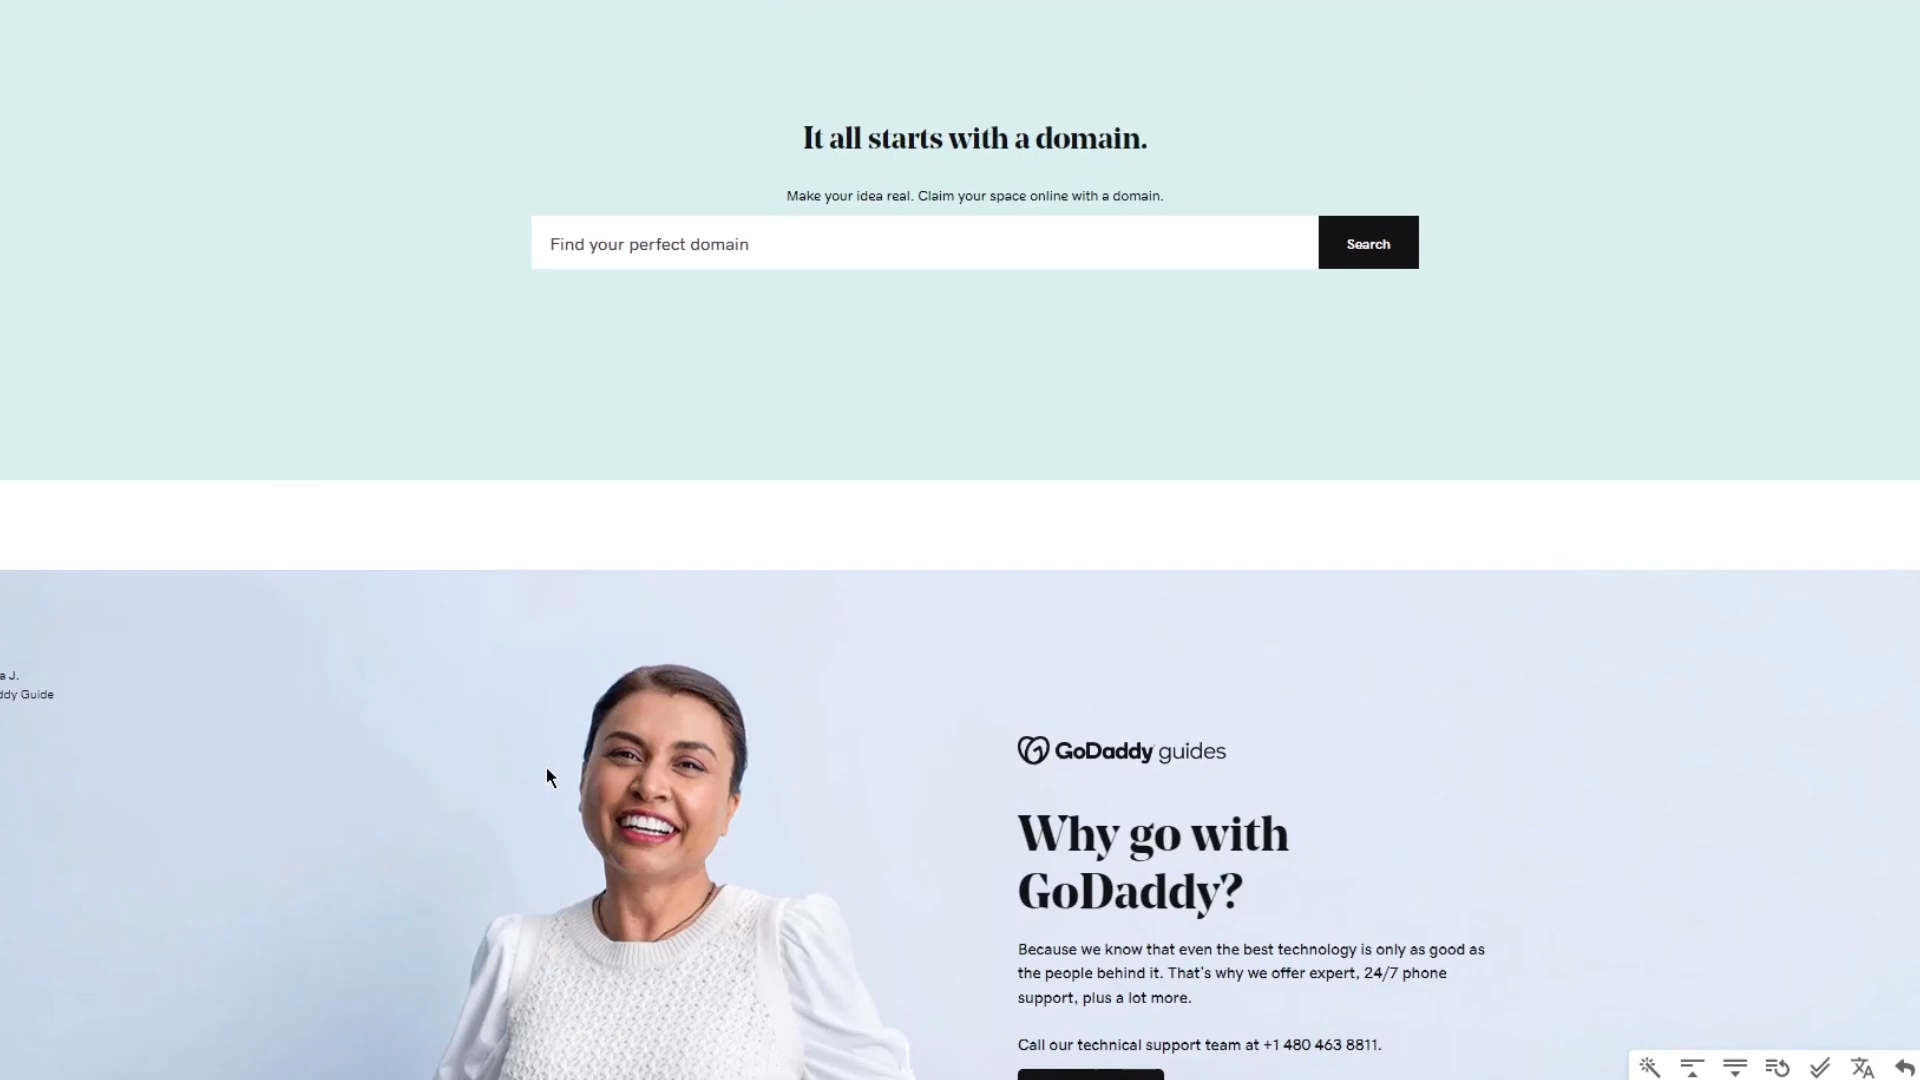 It all starts with a domain.
Make your idea real. Claim your space online with a domain.
Find your perfect domain
Search
a J.
ddy Guide
GoDaddy guides
Why go with
GoDaddy?
Because we know that even the best technology is only as good as
the people behind it. That's why we offer expert, 24/7 phone
support, plus a lot more.
Call our technical support team at +1 480 463 8811.